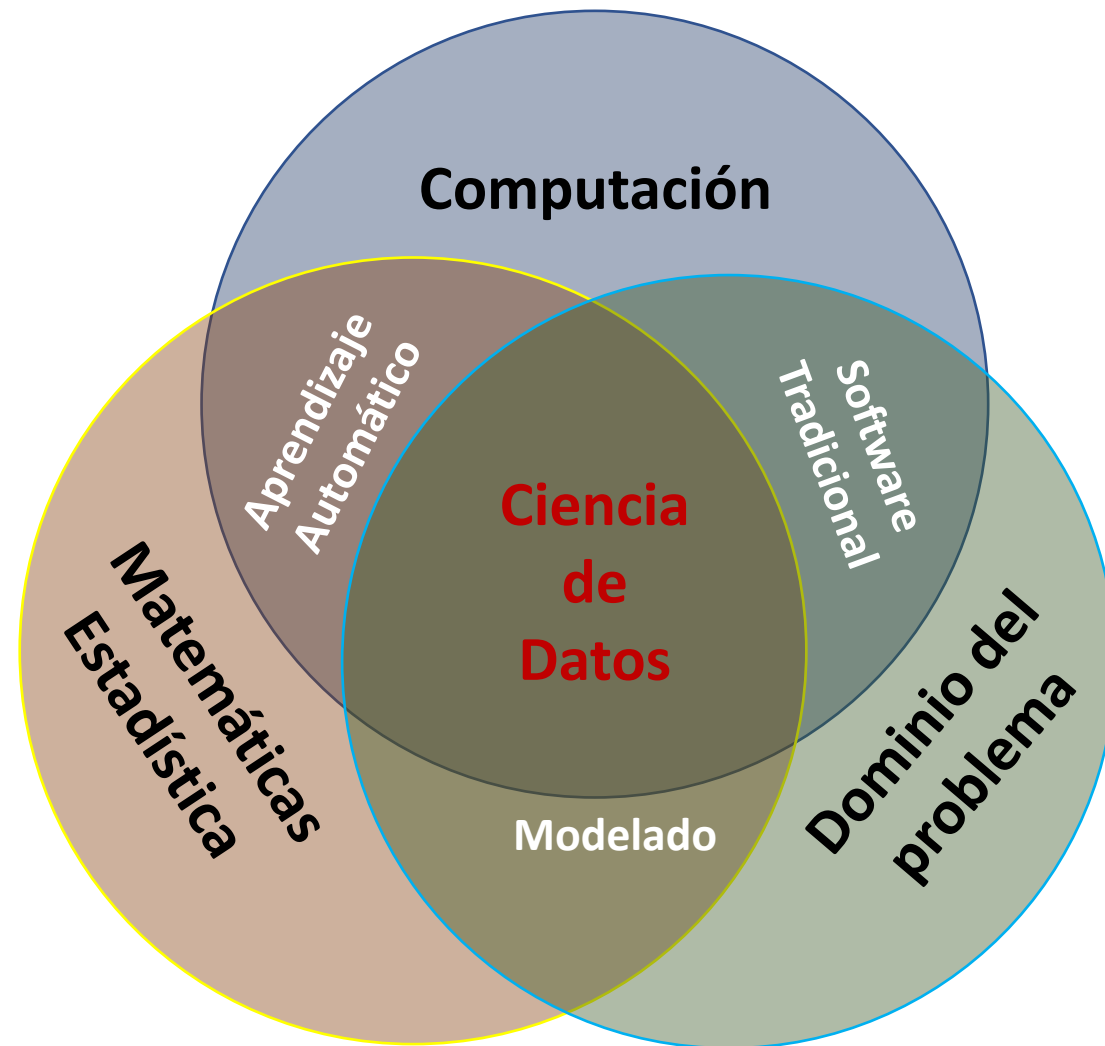 Computación
Aprendizaje
Automático
Software
Tradicional
Ciencia
de
Datos
Matemáticas
Estadística
Dominio del
problema
Modelado